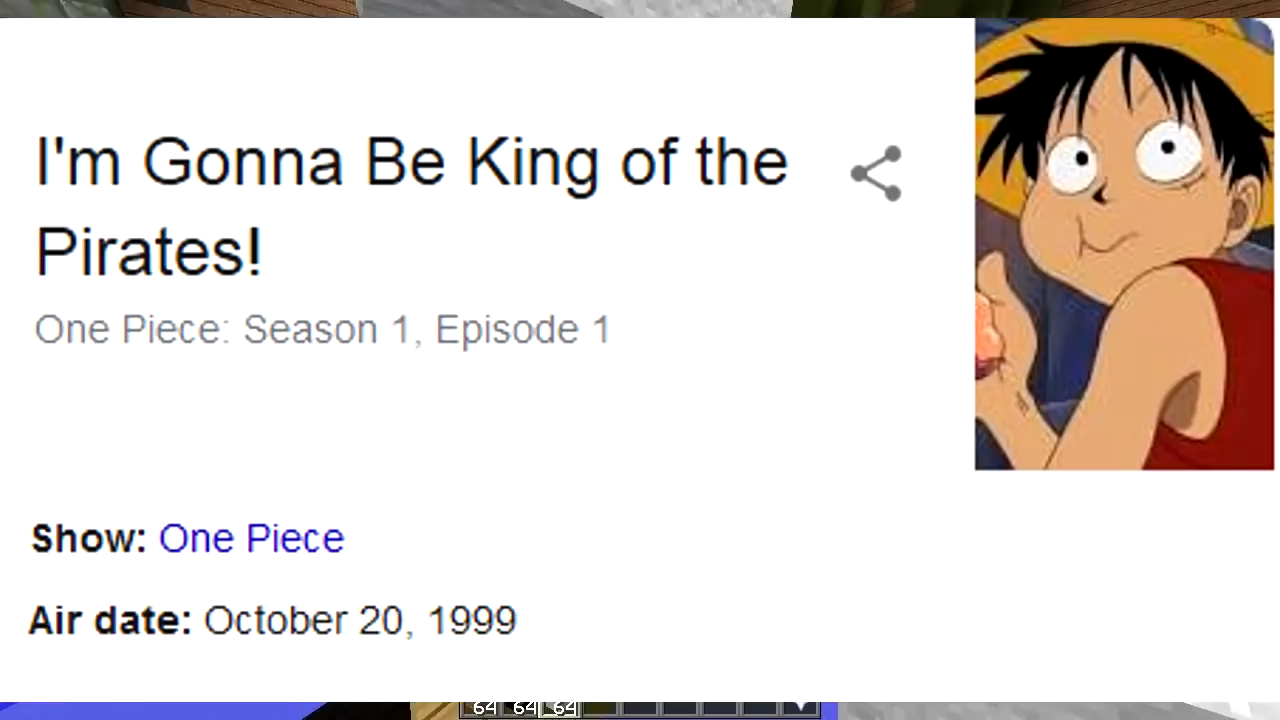 I'm Gonna Be King of the
Pirates!
One Piece: Season 1, Episode 1
Show: One Piece
Air date: October 20, 1999
64 64 64